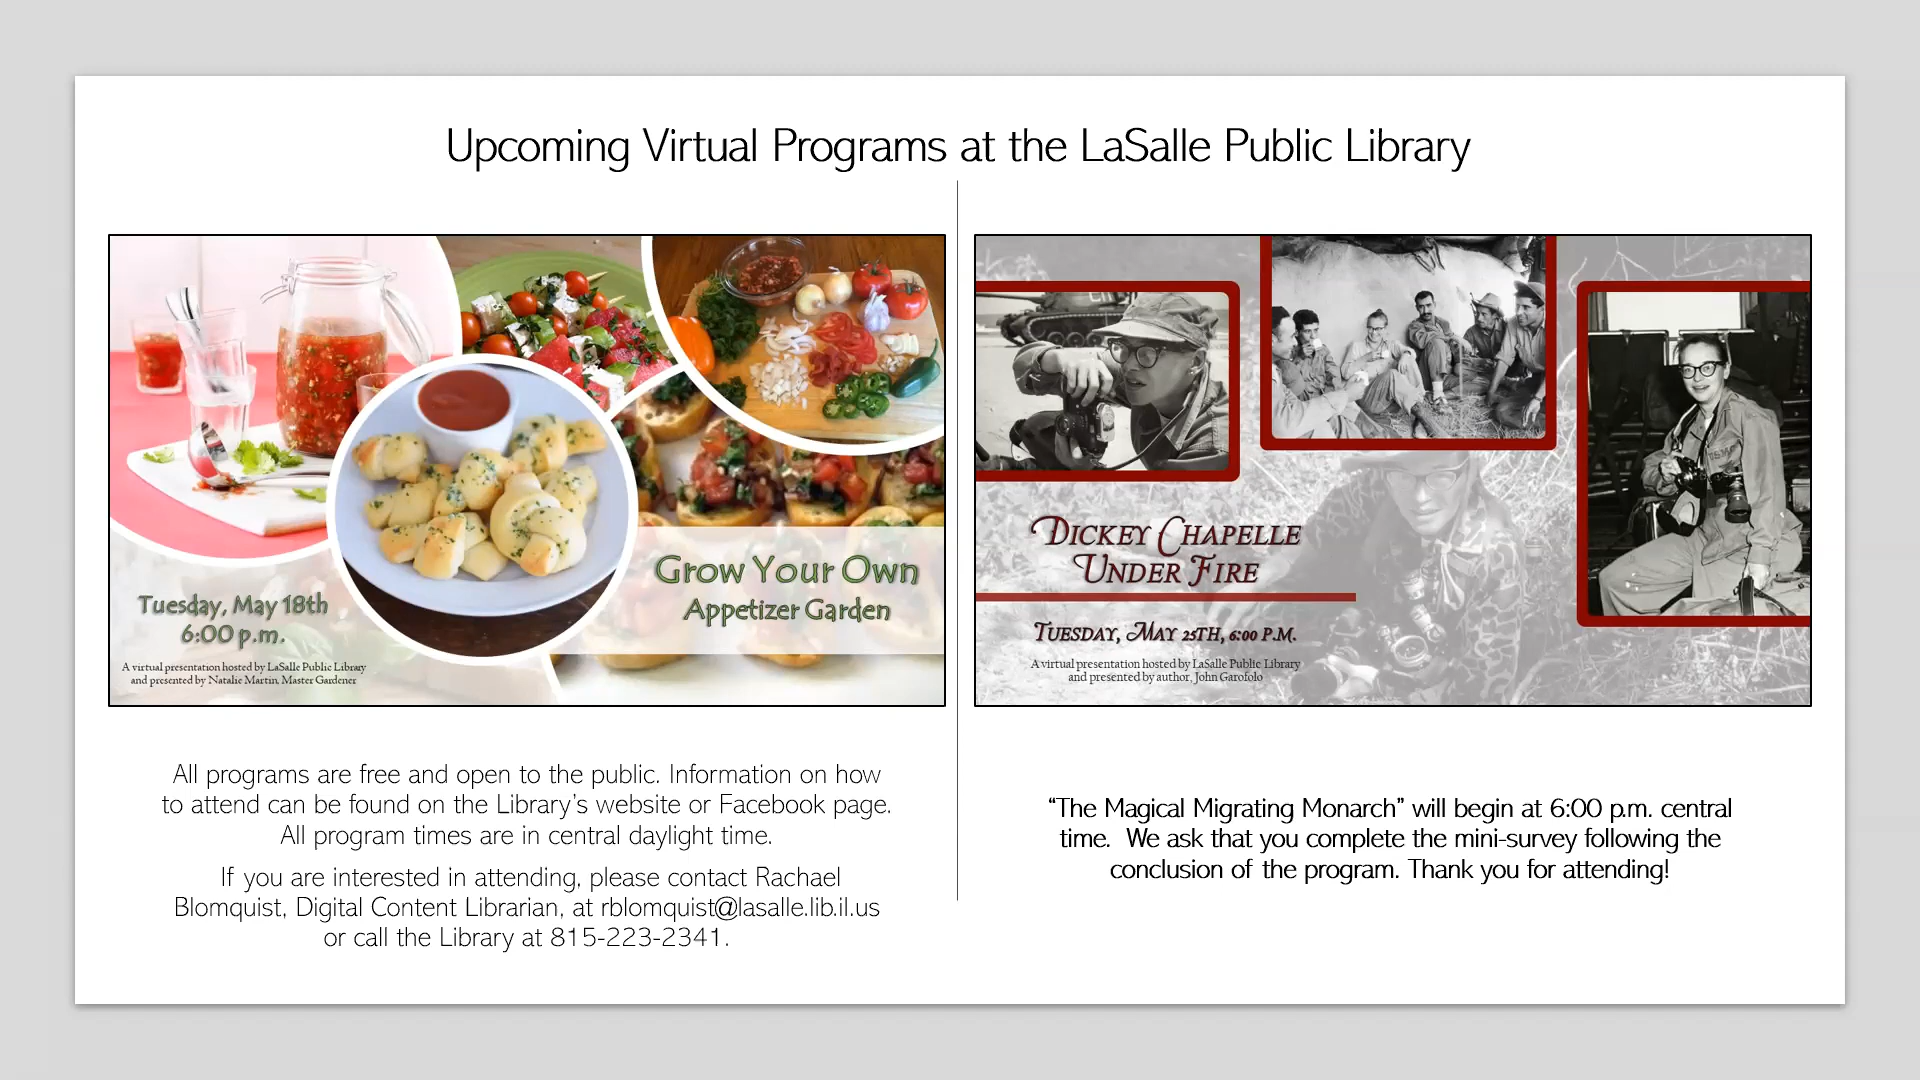 Upcoming Virtual Programs at the LaSalle Public Library
Grow Your Own
Appetizer Garden
Tuesday, May 18th
6:00 p.m.
A virtual presentation hosted by LaSalle Public Library
and presented by Natalie Martin, Master Gardener
Dickey Chapelle
Under Fire
Tuesday, May 25th, 6:00 p.m.
A virtual presentation hosted by LaSalle Public Library
and presented by author, John Garofolo
All programs are free and open to the public. Information on how
to attend can be found on the Library's website or Facebook page.
All program times are in central daylight time.
If you are interested in attending, please contact Rachael
Blomquist, Digital Content Librarian, at rblomquist@lasalle.lib.il.us
or call the Library at 815-223-2341.
“The Magical Migrating Monarch” will begin at 6:00 p.m. central
time.  We ask that you complete the mini-survey following the
conclusion of the program. Thank you for attending!